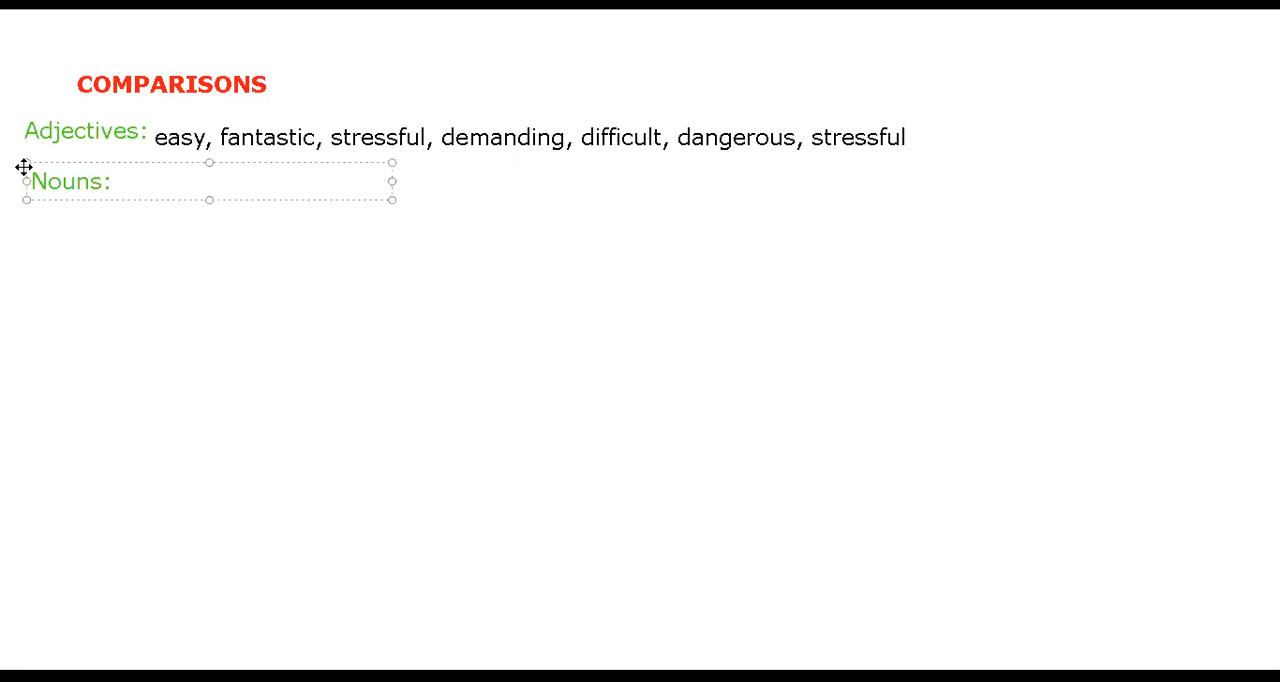 COMPARISONS
Adjectives: easy, fantastic, stressful, demanding, difficult, dangerous, stressful
Nouns: